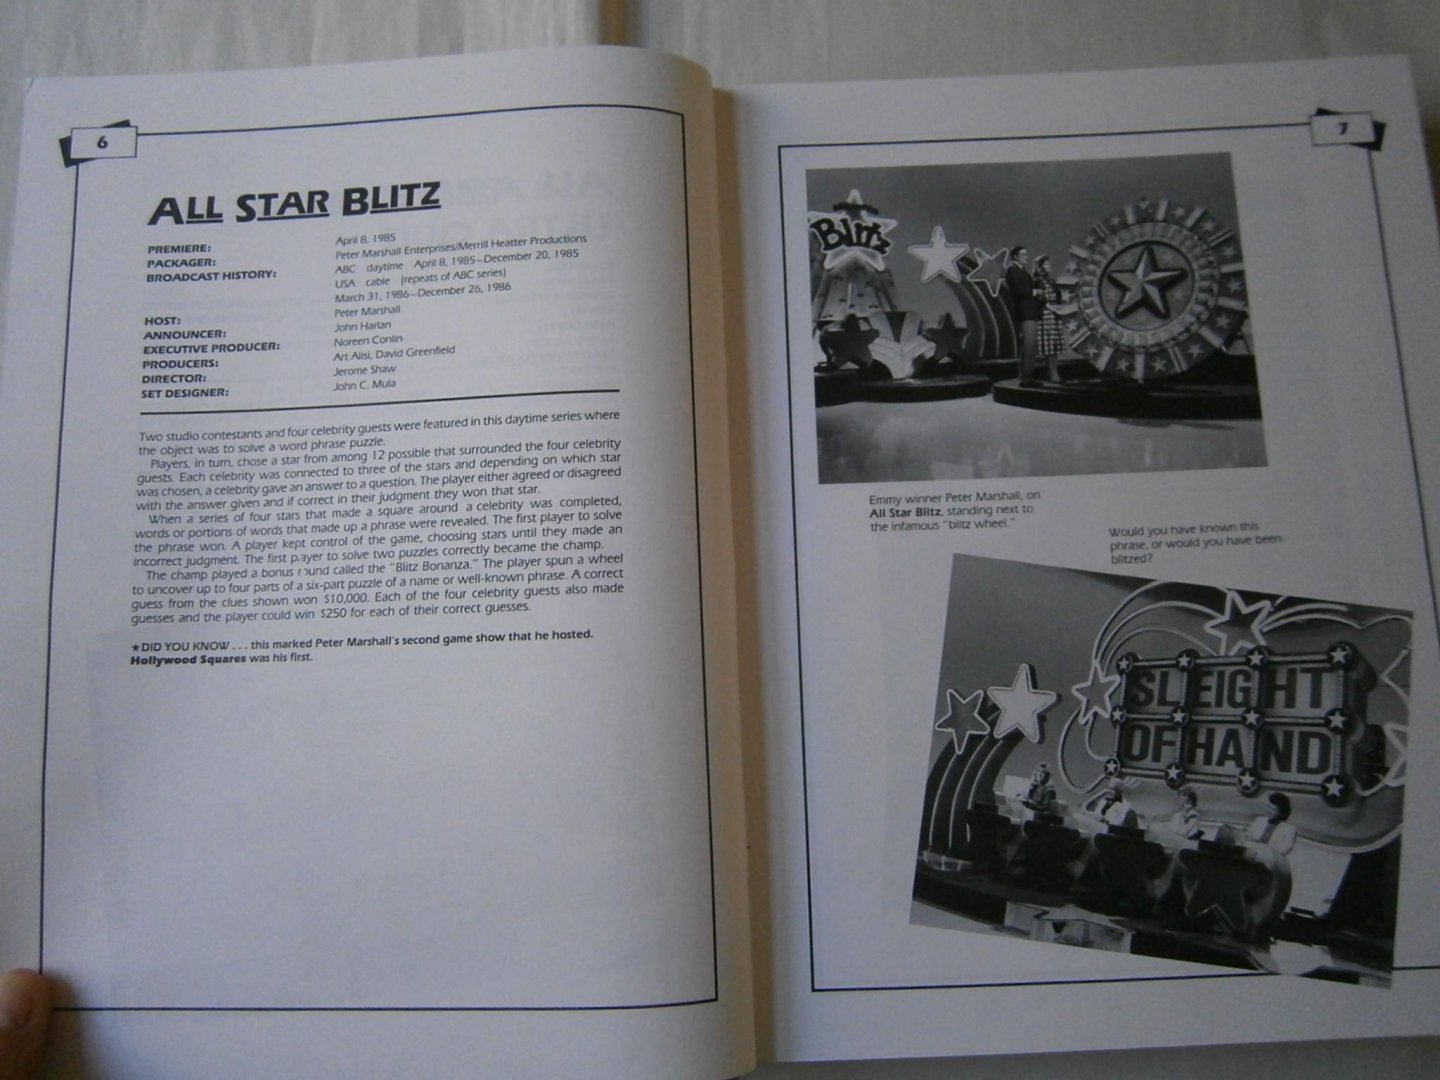 6
ALL STAR BLITZ
PREMIERE: April 8, 1985
PACKAGER: Peter Marshall Enterprises/Merrill Heatter Productions
BROADCAST HISTORY: ABC daytime April 8, 1985–December 20, 1985
USA cable (repeats of ABC series)
March 31, 1986–December 26, 1986
HOST: Peter Marshall
ANNOUNCER: John Harlan
EXECUTIVE PRODUCER: Noreen Conlin
PRODUCERS: Art Alisi, David Greenfield
DIRECTOR: Jerome Shaw
SET DESIGNER: John C. Mula
Two studio contestants and four celebrity guests were featured in this daytime series where
the object was to solve a word phrase puzzle.
Players, in turn, chose a star from among 12 possible that surrounded the four celebrity
guests. Each celebrity was connected to three of the stars and depending on which star
was chosen, a celebrity gave an answer to a question. The player either agreed or disagreed
with the answer given and if correct in their judgment they won that star.
When a series of four stars that made a square around a celebrity was completed,
words or portions of words that made up a phrase were revealed. The first player to solve
the phrase won. A player kept control of the game, choosing stars until they made an
incorrect judgment. The first player to solve two puzzles correctly became the champ.
The champ played a bonus round called the "Blitz Bonanza." The player spun a wheel
to uncover up to four parts of a six-part puzzle of a name or well-known phrase. A correct
guess from the clues shown won $10,000. Each of the four celebrity guests also made
guesses and the player could win $250 for each of their correct guesses.
★DID YOU KNOW . . . this marked Peter Marshall's second game show that he hosted.
Hollywood Squares was his first.
7
Blitz
Emmy winner Peter Marshall, on
All Star Blitz, standing next to
the infamous "blitz wheel."
Would you have known this
phrase, or would you have been
blitzed?
SLEIGHT
OF HAND